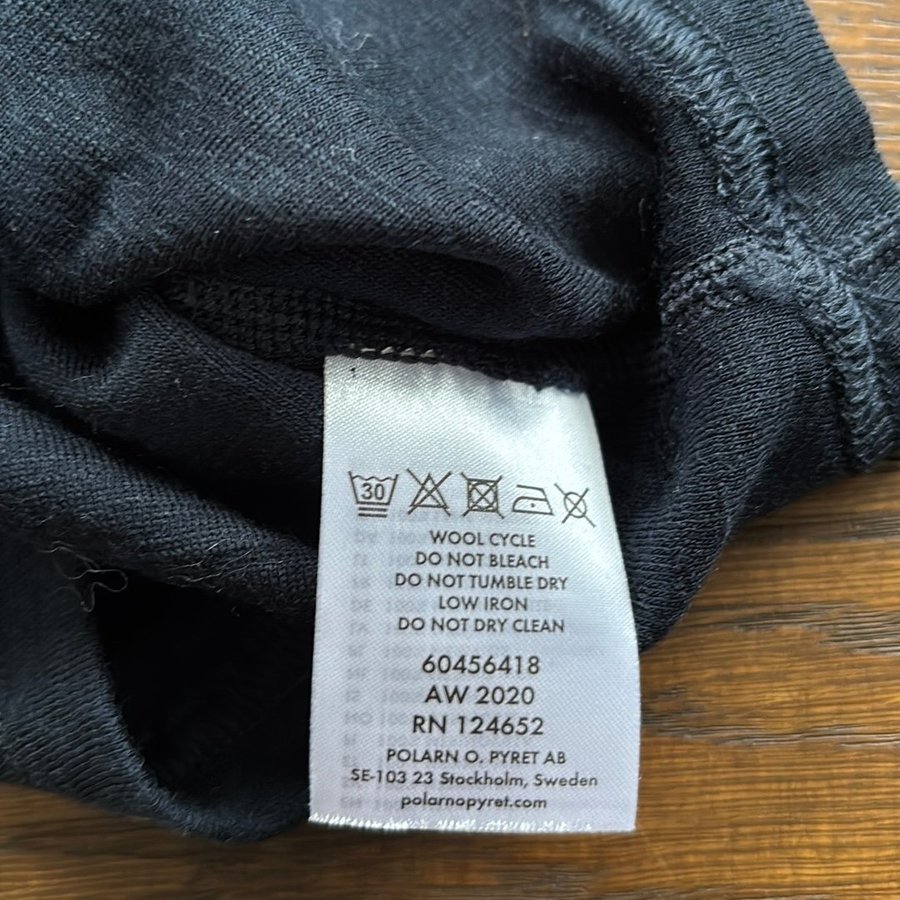 30
WOOL CYCLE
DO NOT BLEACH
DO NOT TUMBLE DRY
LOW IRON
DO NOT DRY CLEAN
60456418
AW 2020
RN 124652
POLARN O. PYRET AB
SE-103 23 Stockholm, Sweden
polarnopyret.com